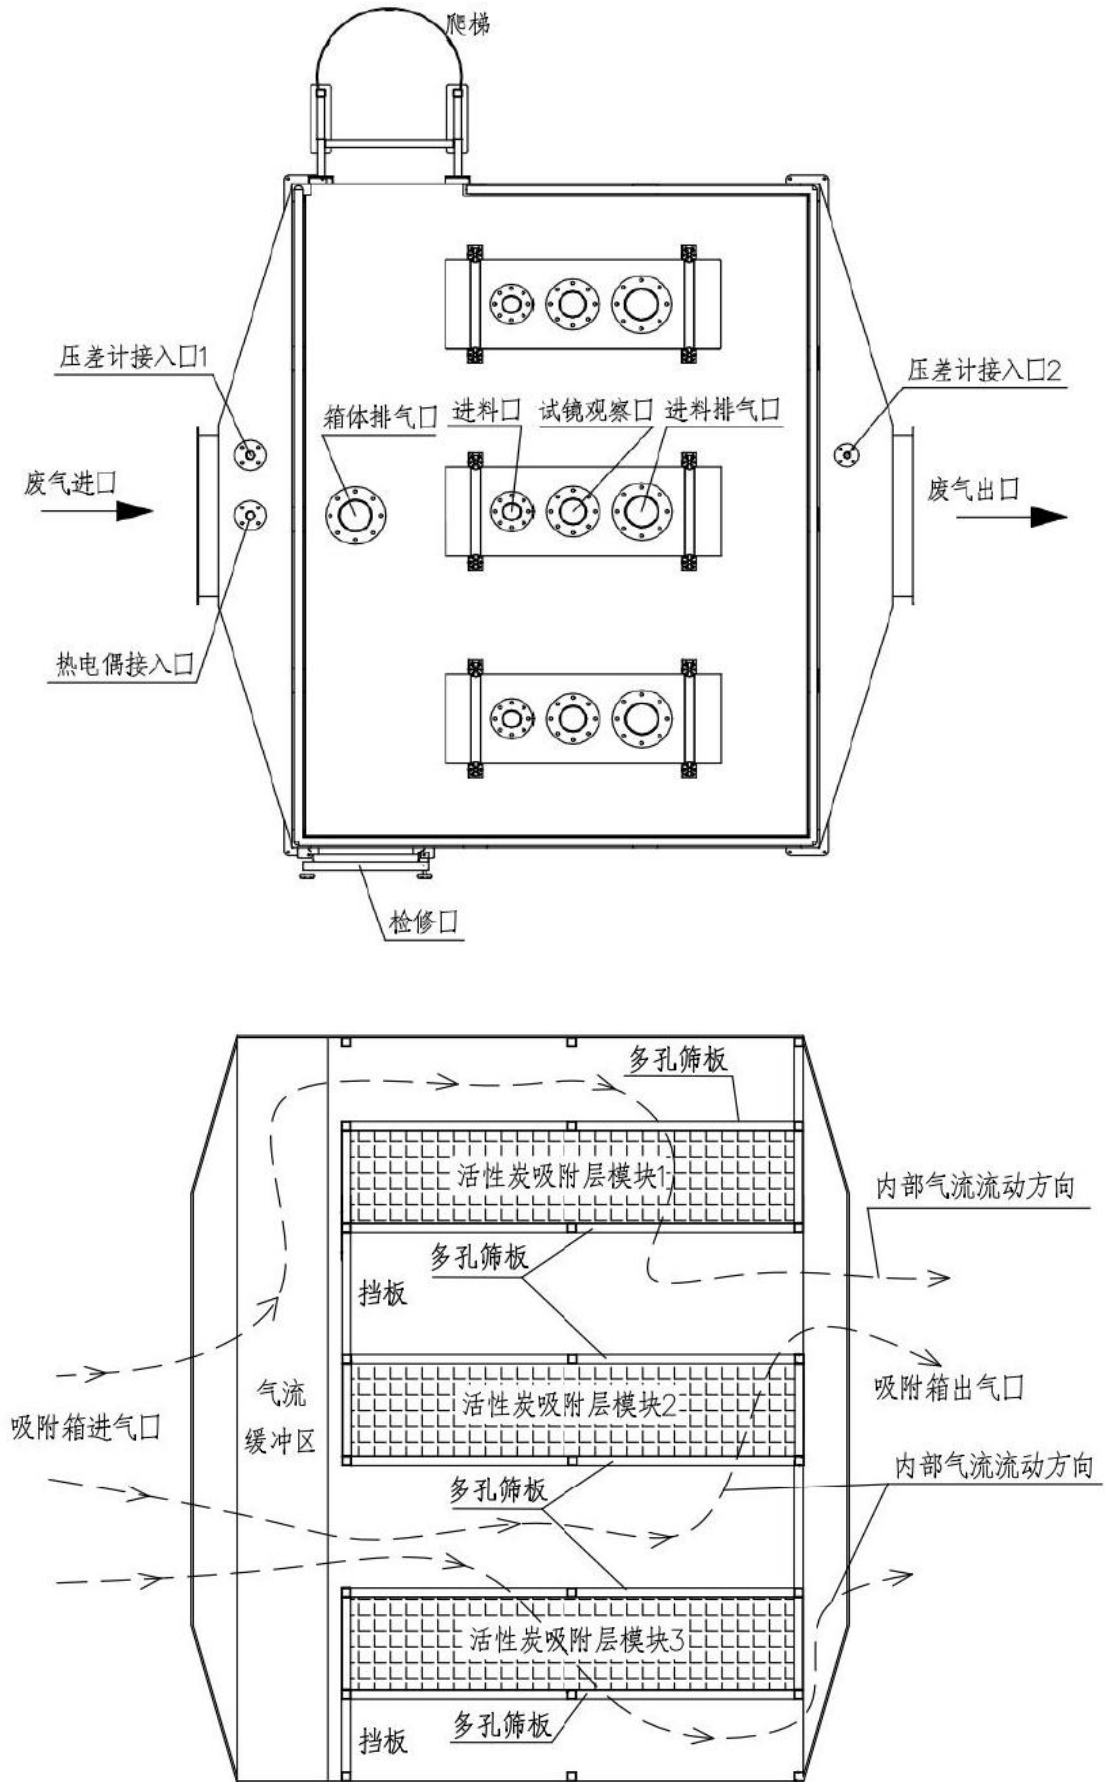 爬梯
压差计接入口1
压差计接入口2
箱体排气口
进料口
试镜观察口
进料排气口
废气进口
废气出口
热电偶接入口
检修口
多孔筛板
活性炭吸附层模块1
内部气流流动方向
多孔筛板
挡板
气流
缓冲区
吸附箱进气口
活性炭吸附层模块2
吸附箱出气口
内部气流流动方向
多孔筛板
活性炭吸附层模块3
多孔筛板
挡板